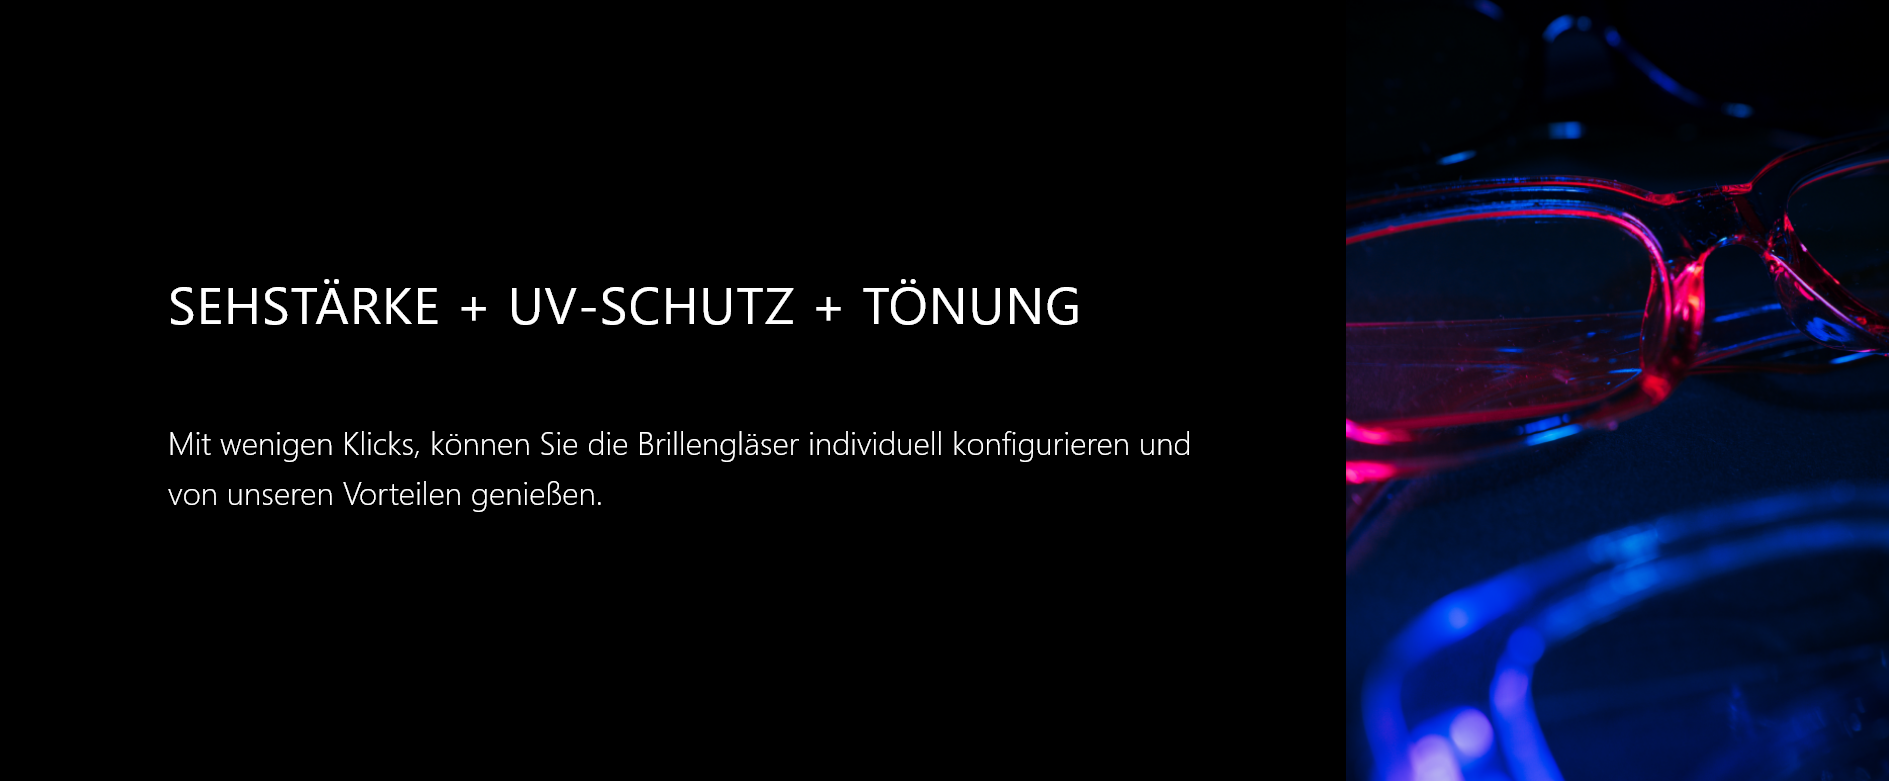 SEHSTÄRKE + UV-SCHUTZ + TÖNUNG
Mit wenigen Klicks, können Sie die Brillengläser individuell konfigurieren und
von unseren Vorteilen genießen.